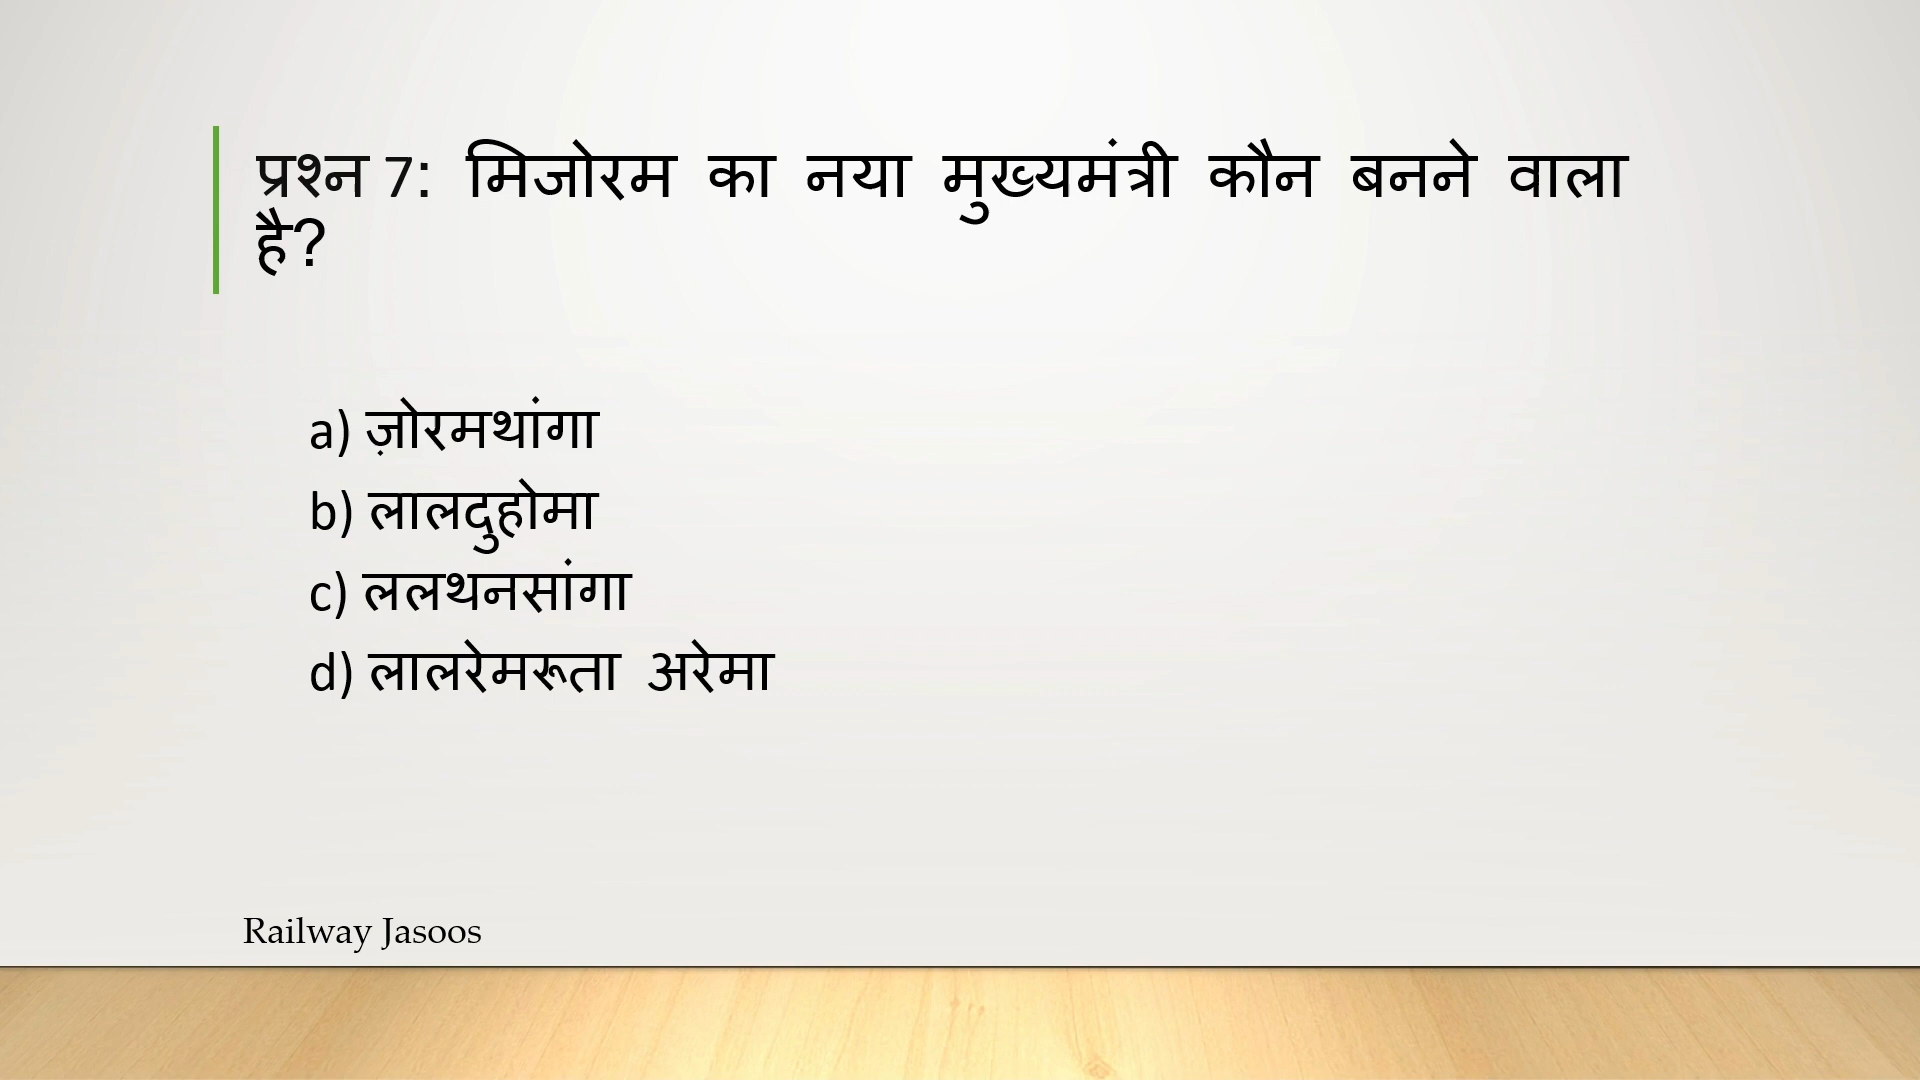 प्रश्न 7: मिजोरम का नया मुख्यमंत्री कौन बनने वाला
है?
a) ज़ोरमथांगा
b) लालदुहोमा
c) ललथनसांगा
d) लालरेमरूता अरेमा
Railway Jasoos